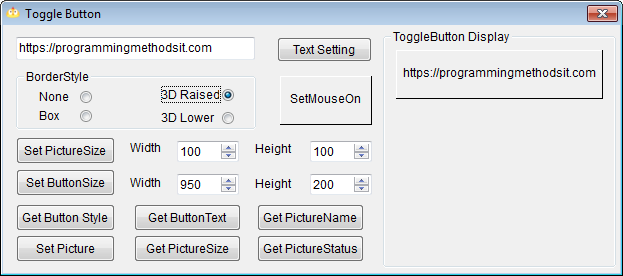 Toggle Button
https://programmingmethodsit.com
Text Setting
ToggleButton Display
https://programmingmethodsit.com
BorderStyle
None
3D Raised
Box
3D Lower
SetMouseOn
Set PictureSize
Width
100
Height
100
Set ButtonSize
Width
950
Height
200
Get Button Style
Get ButtonText
Get PictureName
Set Picture
Get PictureSize
Get PictureStatus